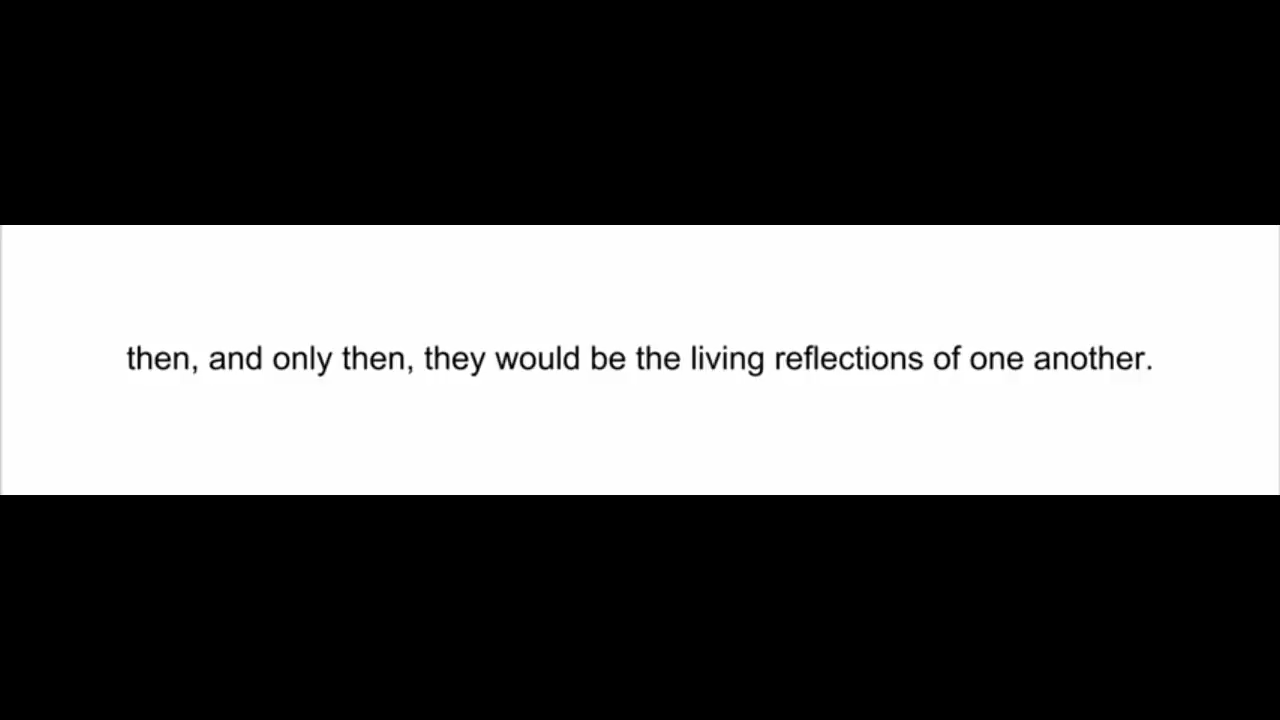 then, and only then, they would be the living reflections of one another.